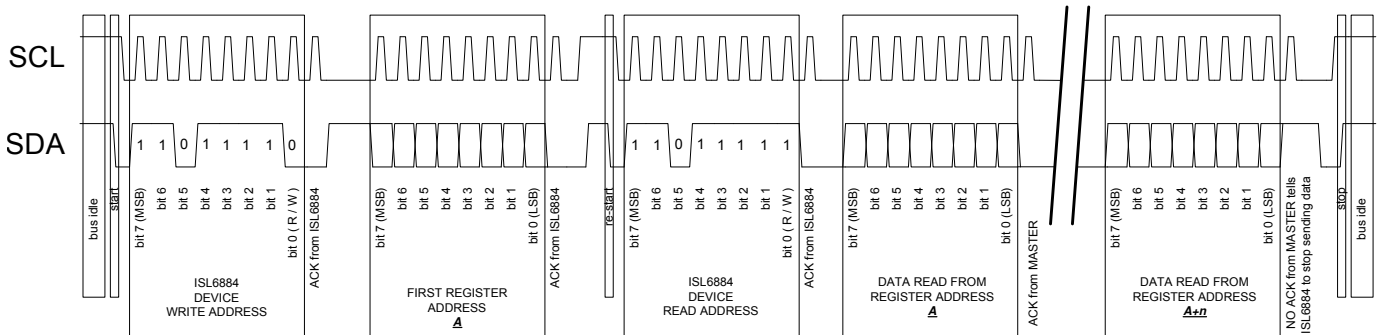 SCL
SDA
1 1 0 1 1 1 1 0
1 1 0 1 1 1 1 1
bus idle
start
bit 7 (MSB)
bit 6
bit 5
bit 4
bit 3
bit 2
bit 1
bit 0 ( R / W )
ACK from ISL6884
bit 7 (MSB)
bit 6
bit 5
bit 4
bit 3
bit 2
bit 1
bit 0 (LSB)
ACK from ISL6884
re-start
bit 7 (MSB)
bit 6
bit 5
bit 4
bit 3
bit 2
bit 1
bit 0 ( R / W )
ACK from ISL6884
bit 7 (MSB)
bit 6
bit 5
bit 4
bit 3
bit 2
bit 1
bit 0 (LSB)
ACK from MASTER
bit 7 (MSB)
bit 6
bit 5
bit 4
bit 3
bit 2
bit 1
bit 0 (LSB)
NO ACK from MASTER tells
ISL6884 to stop sending data
stop
bus idle
ISL6884
DEVICE
WRITE ADDRESS
FIRST REGISTER
ADDRESS
A
ISL6884
DEVICE
READ ADDRESS
DATA READ FROM
REGISTER ADDRESS
A
DATA READ FROM
REGISTER ADDRESS
A+n